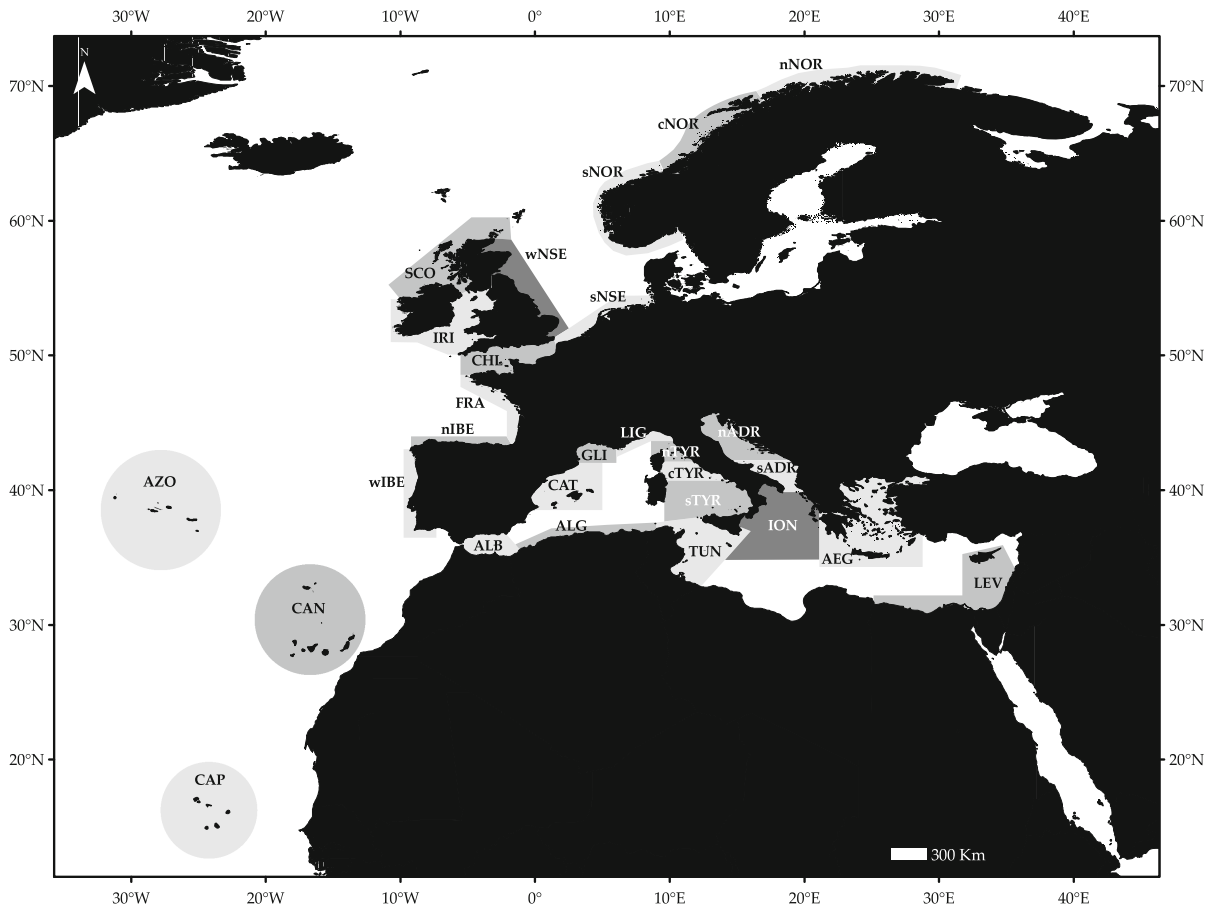 30°W 20°W 10°W 0° 10°E 20°E 30°E 40°E
N
nNOR
70°N 70°N
cNOR
sNOR
60°N 60°N
wNSE
SCO
sNSE
IRI
50°N 50°N
CHL
FRA
nIBE
LIG nADR
GLI nTYR
cTYR sADR
AZO wIBE CAT
40°N 40°N
sTYR
ALG ION
ALB TUN AEG
LEV
CAN
30°N 30°N
20°N 20°N
CAP
300 Km
30°W 20°W 10°W 0° 10°E 20°E 30°E 40°E